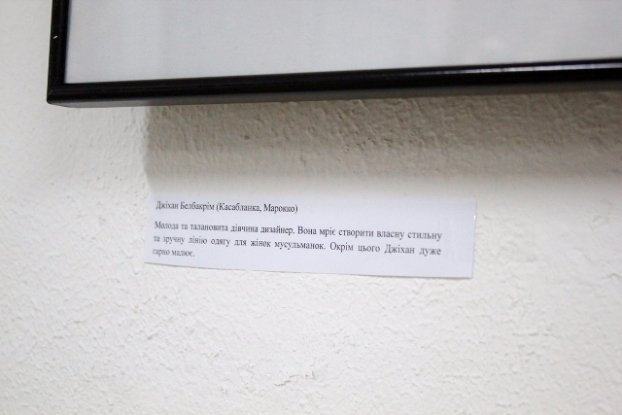 Джіхан Белбакрім (Касабланка, Марокко)
Молода та талановита дівчина дизайнер. Вона мріє створити власну стильну
та зручну лінію одягу для жінок мусульманок. Окрім цього Джіхан дуже
гарно малює.